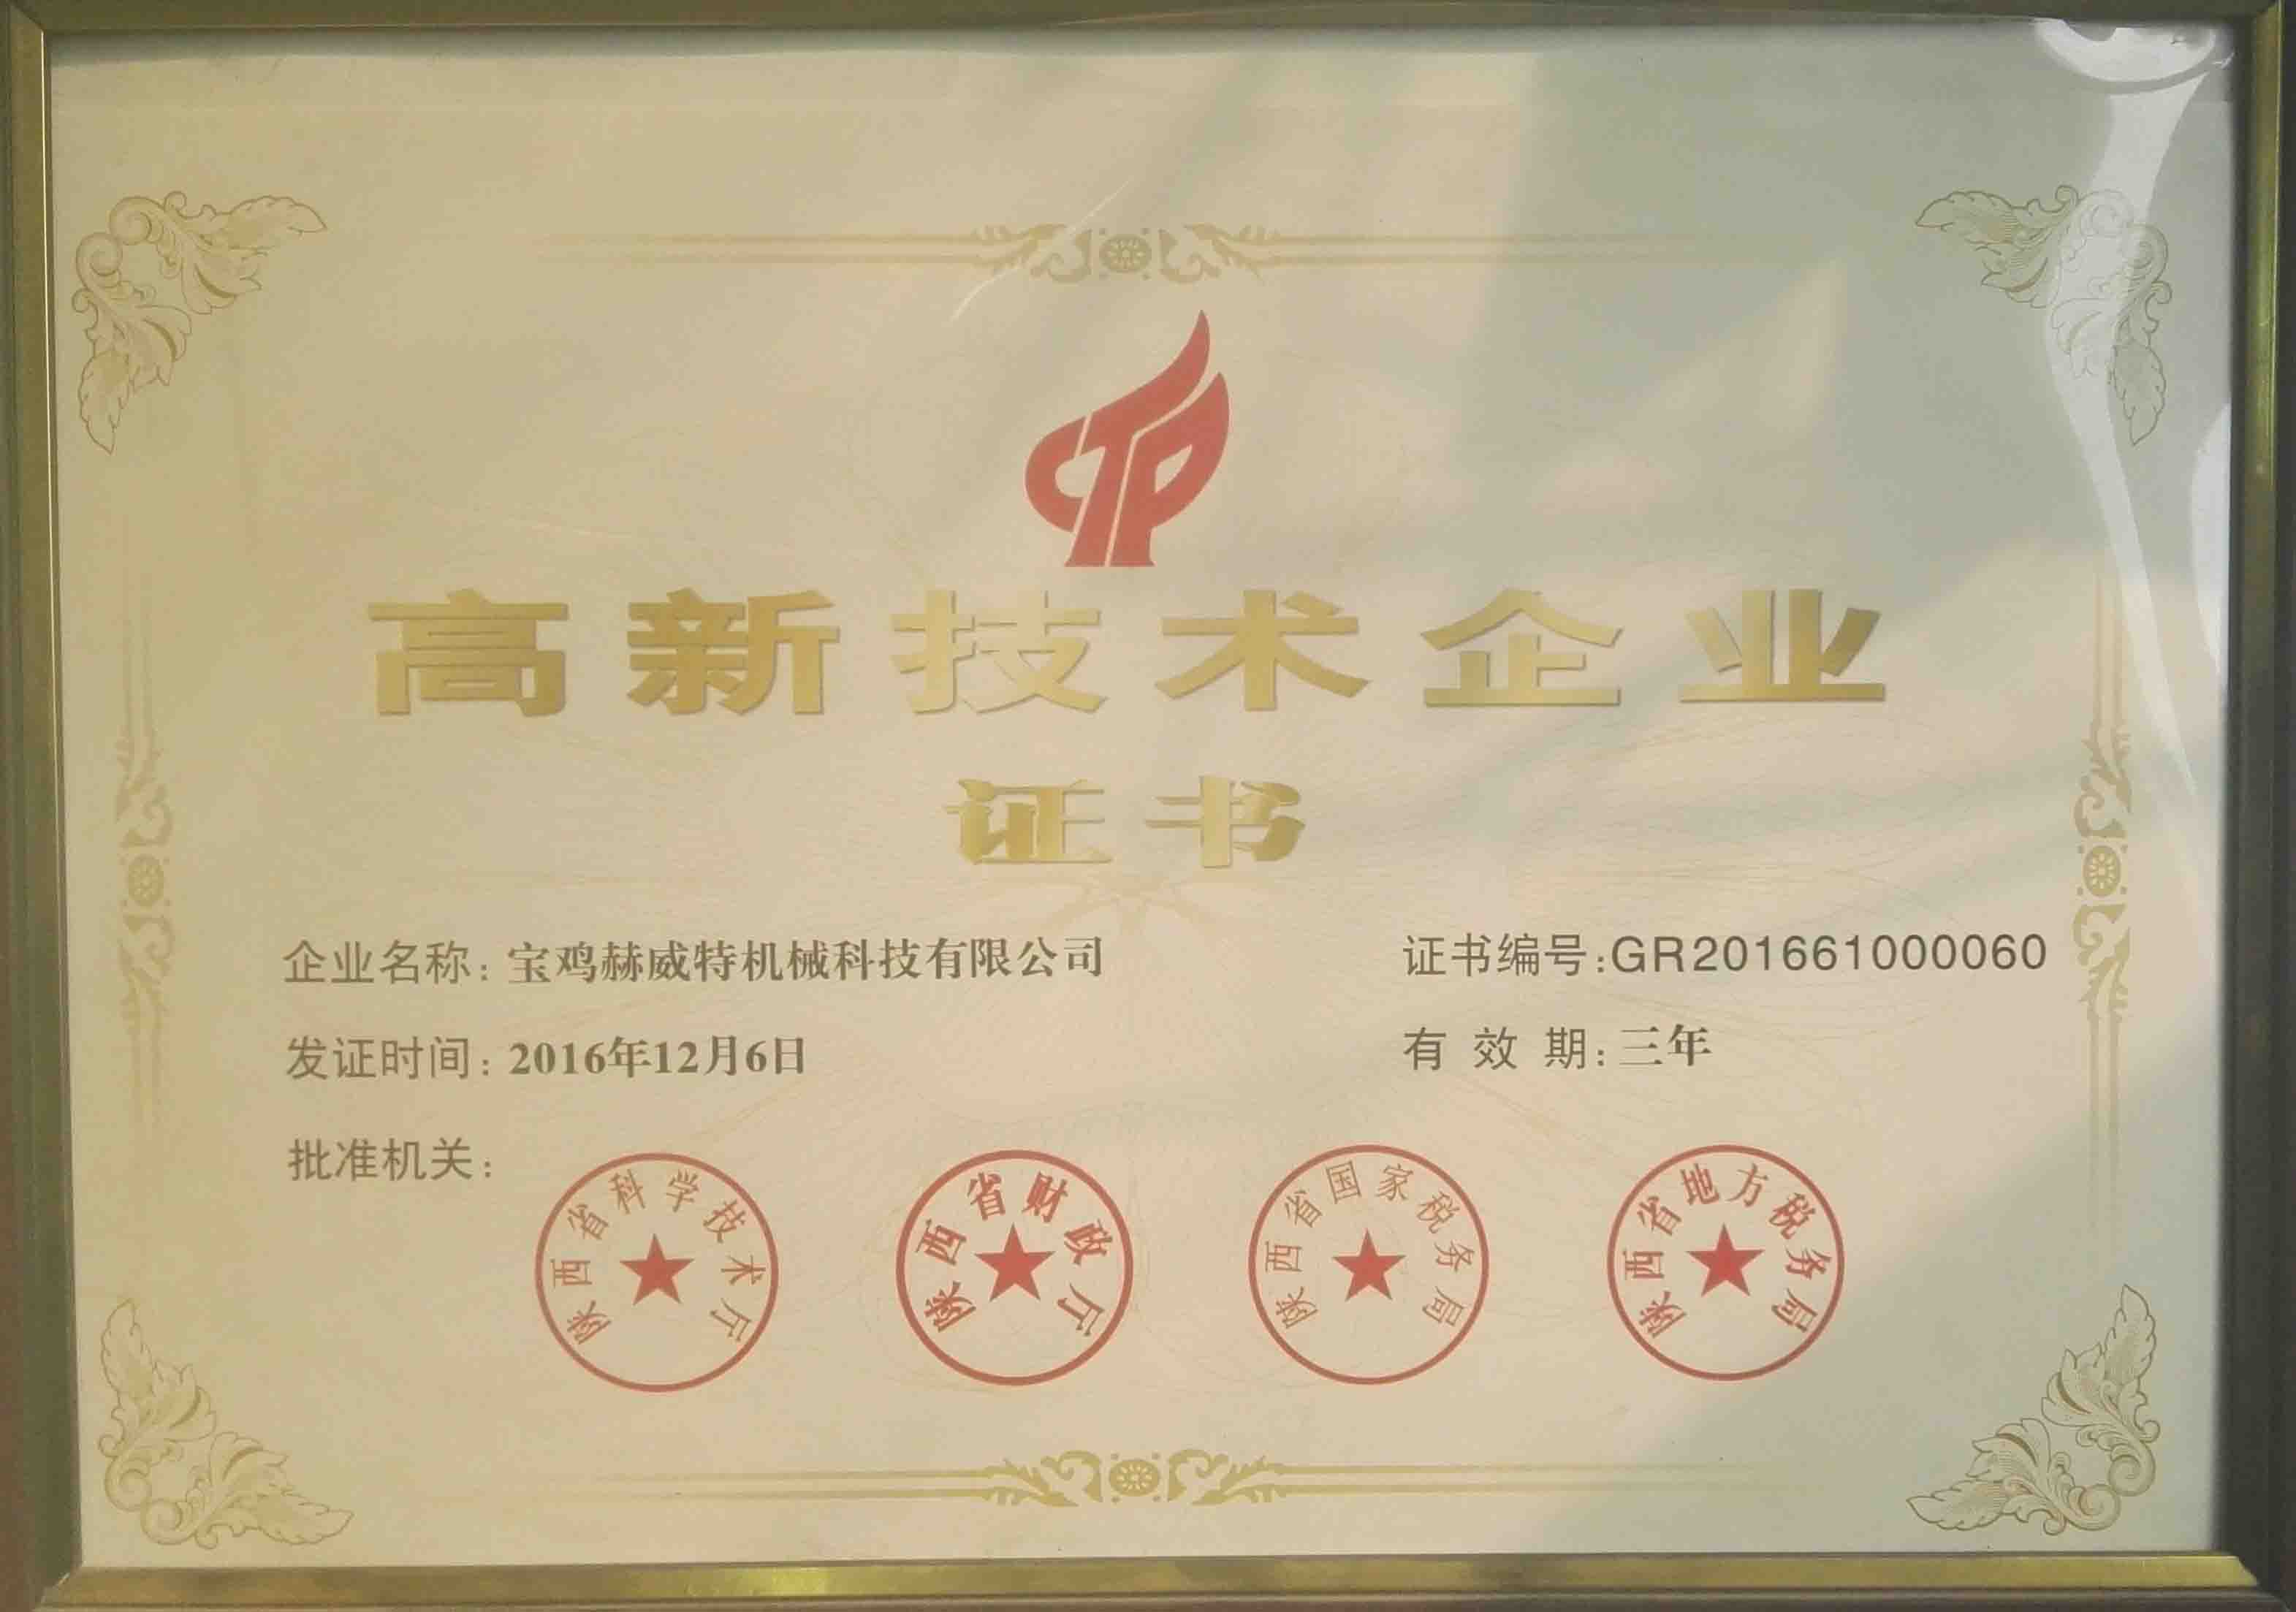 CTP
高新技术企业
证书
企业名称：宝鸡赫威特机械科技有限公司
证书编号:GR201661000060
发证时间：2016年12月6日
有效期：三年
批准机关：
陕西省科学技术厅
陕西省财政厅
陕西省国家税务局
陕西省地方税务局